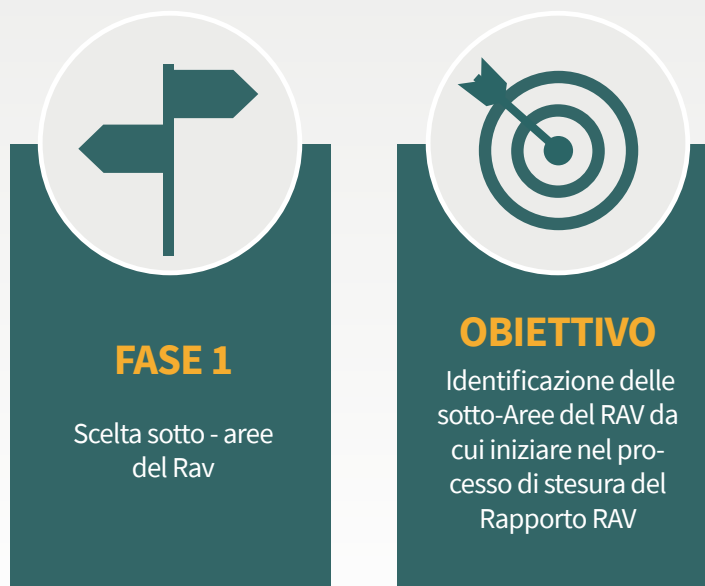 FASE 1
Scelta sotto - aree
del Rav
OBIETTIVO
Identificazione delle
sotto-Aree del RAV da
cui iniziare nel pro-
cesso di stesura del
Rapporto RAV